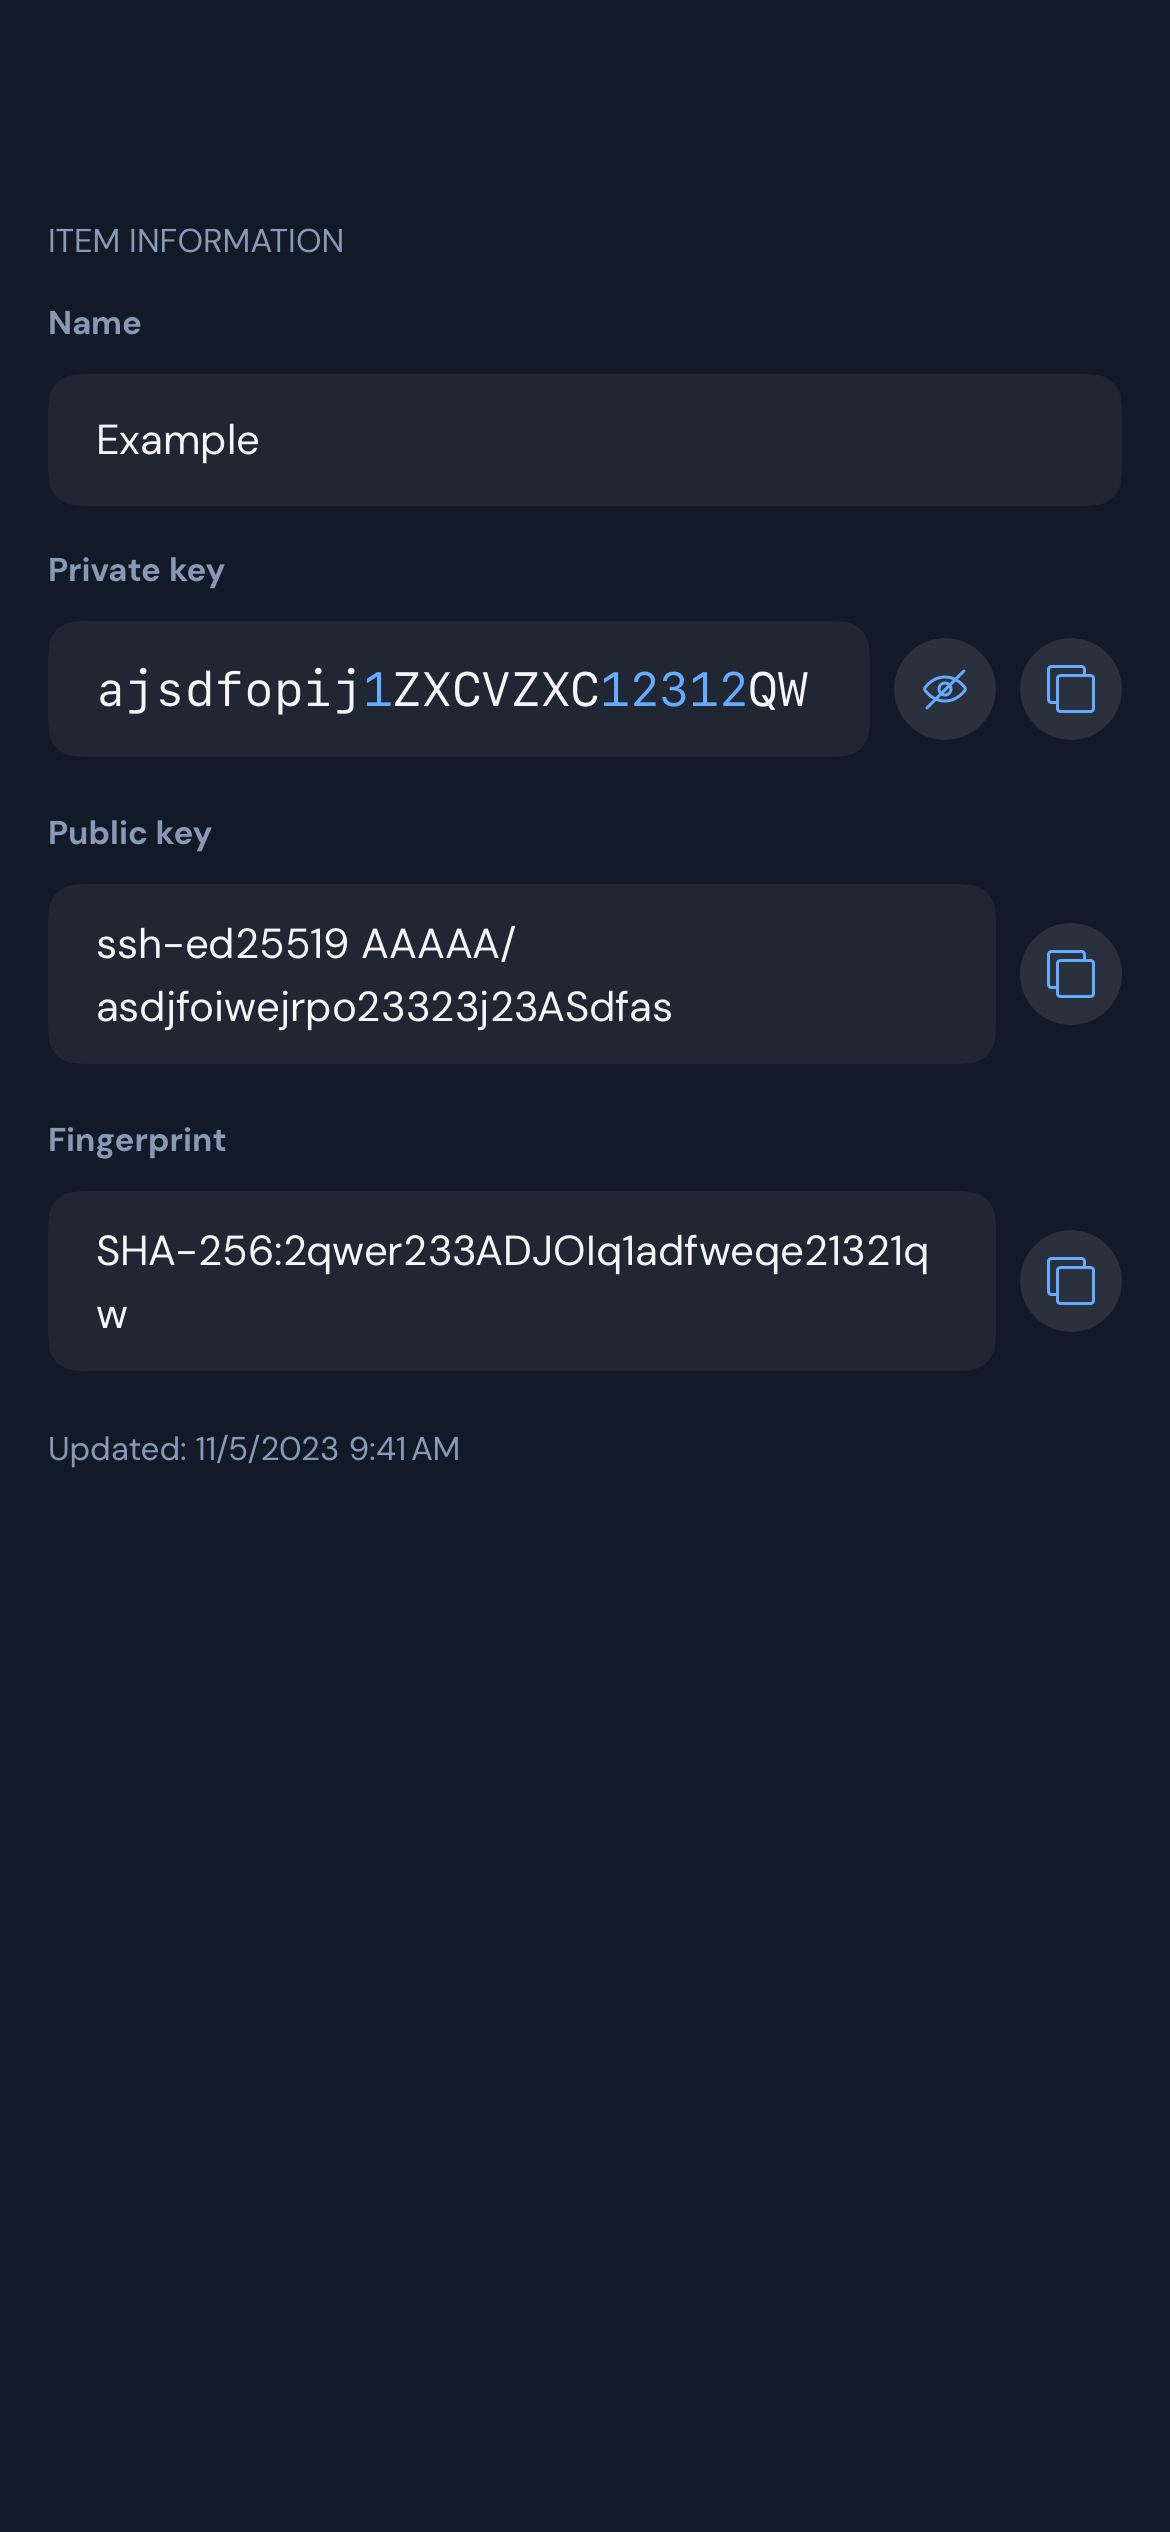 ITEM INFORMATION
Name
Example
Private key
ajsdfopij1ZXCVZXC12312QW
Public key
ssh-ed25519 AAAAA/
asdjfoiwejrpo23323j23ASdfas
Fingerprint
SHA-256:2qwer233ADJOIq1adfweqe21321q
w
Updated: 11/5/2023 9:41 AM